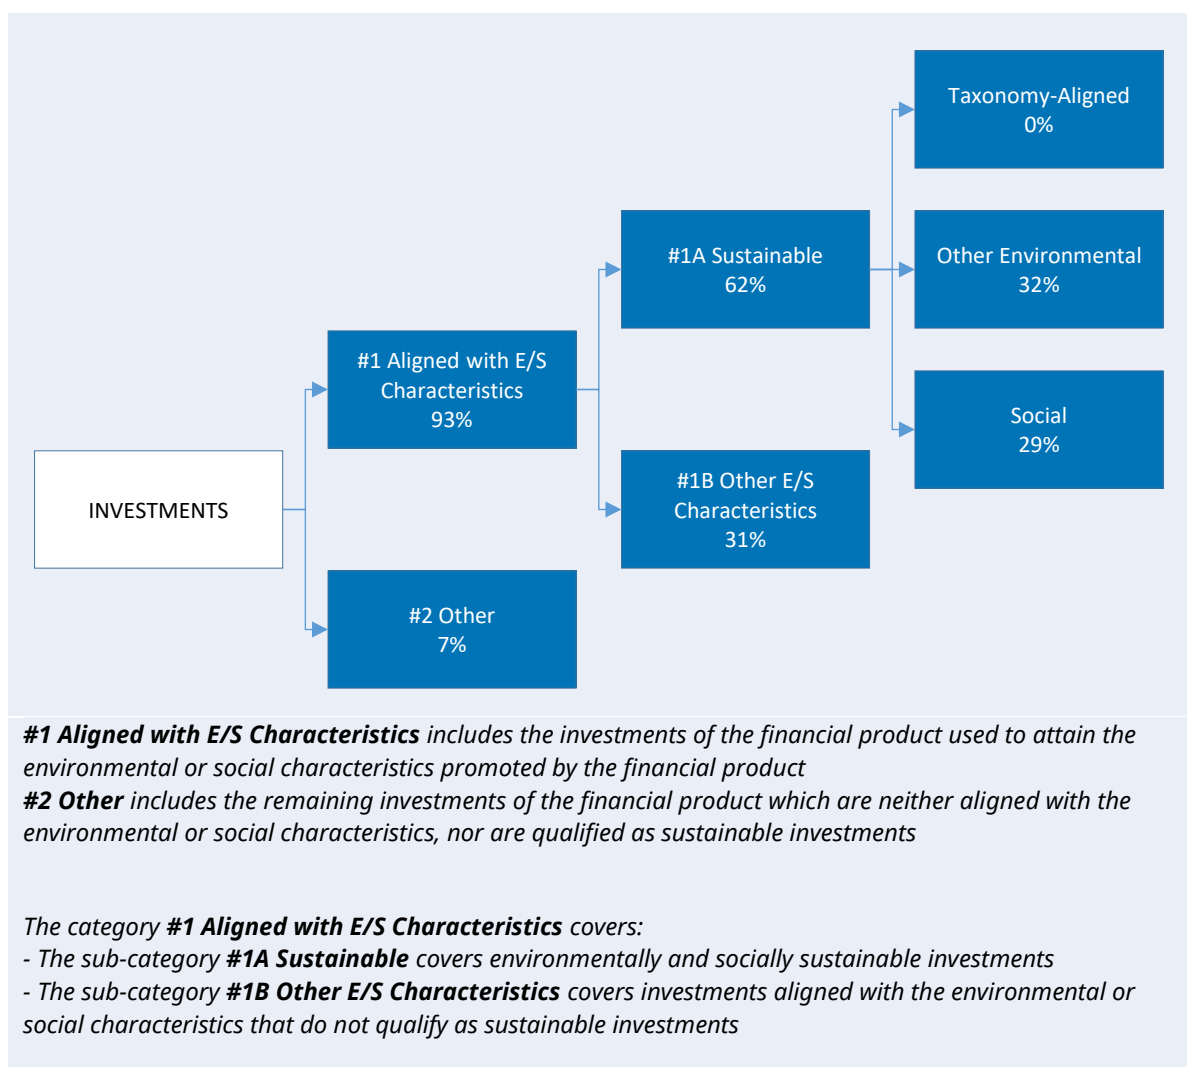 Taxonomy-Aligned
0%
#1A Sustainable
62%
Other Environmental
32%
#1 Aligned with E/S
Characteristics
93%
Social
29%
INVESTMENTS
#1B Other E/S
Characteristics
31%
#2 Other
7%
#1 Aligned with E/S Characteristics includes the investments of the financial product used to attain the
environmental or social characteristics promoted by the financial product
#2 Other includes the remaining investments of the financial product which are neither aligned with the
environmental or social characteristics, nor are qualified as sustainable investments
The category #1 Aligned with E/S Characteristics covers:
- The sub-category #1A Sustainable covers environmentally and socially sustainable investments
- The sub-category #1B Other E/S Characteristics covers investments aligned with the environmental or
social characteristics that do not qualify as sustainable investments